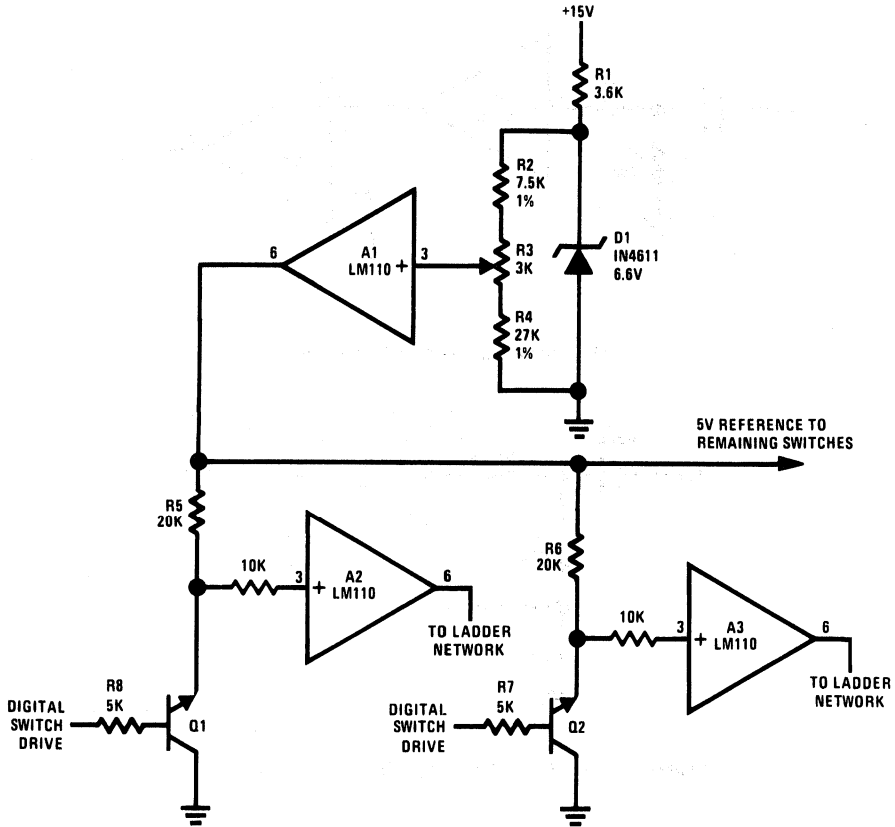 +15V
R1
3.6K
R2
7.5K
1%
A1
LM110
+
6
3
R3
3K
D1
IN4611
6.6V
R4
27K
1%
5V REFERENCE TO
REMAINING SWITCHES
R5
20K
10K
3
+
A2
LM110
6
TO LADDER
NETWORK
R6
20K
10K
3
+
A3
LM110
6
TO LADDER
NETWORK
R8
5K
DIGITAL
SWITCH
DRIVE
Q1
R7
5K
DIGITAL
SWITCH
DRIVE
Q2